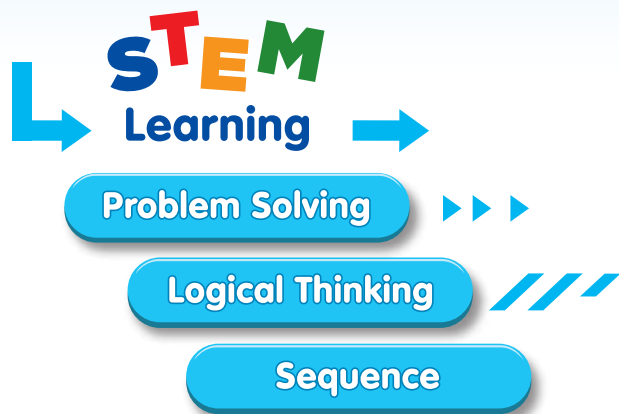 STEM
Learning
Problem Solving
Logical Thinking
Sequence